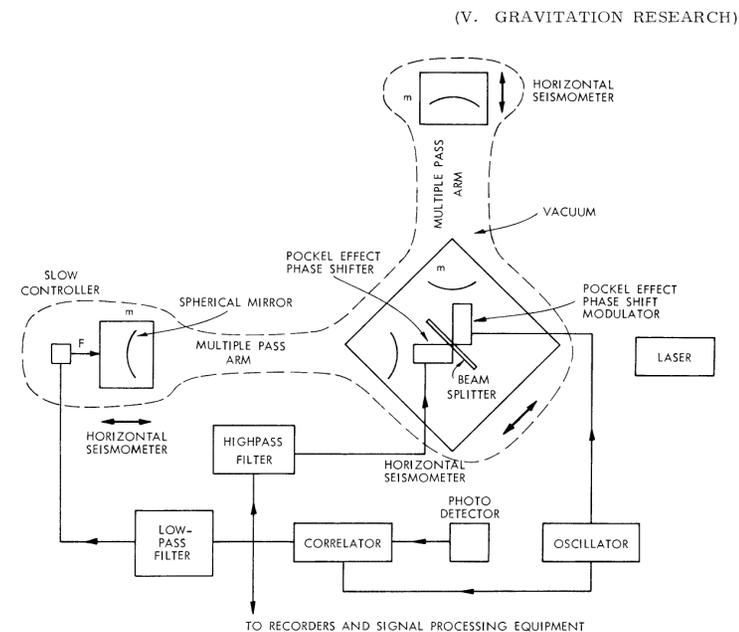 (V. GRAVITATION RESEARCH)
m
HORIZONTAL
SEISMOMETER
MULTIPLE PASS
ARM
VACUUM
POCKEL EFFECT
PHASE SHIFTER
m
SLOW
CONTROLLER
SPHERICAL MIRROR
POCKEL EFFECT
PHASE SHIFT
MODULATOR
m
F
MULTIPLE PASS
ARM
LASER
BEAM
SPLITTER
HORIZONTAL
SEISMOMETER
HIGHPASS
FILTER
HORIZONTAL
SEISMOMETER
PHOTO
DETECTOR
LOW-
PASS
FILTER
CORRELATOR
OSCILLATOR
TO RECORDERS AND SIGNAL PROCESSING EQUIPMENT